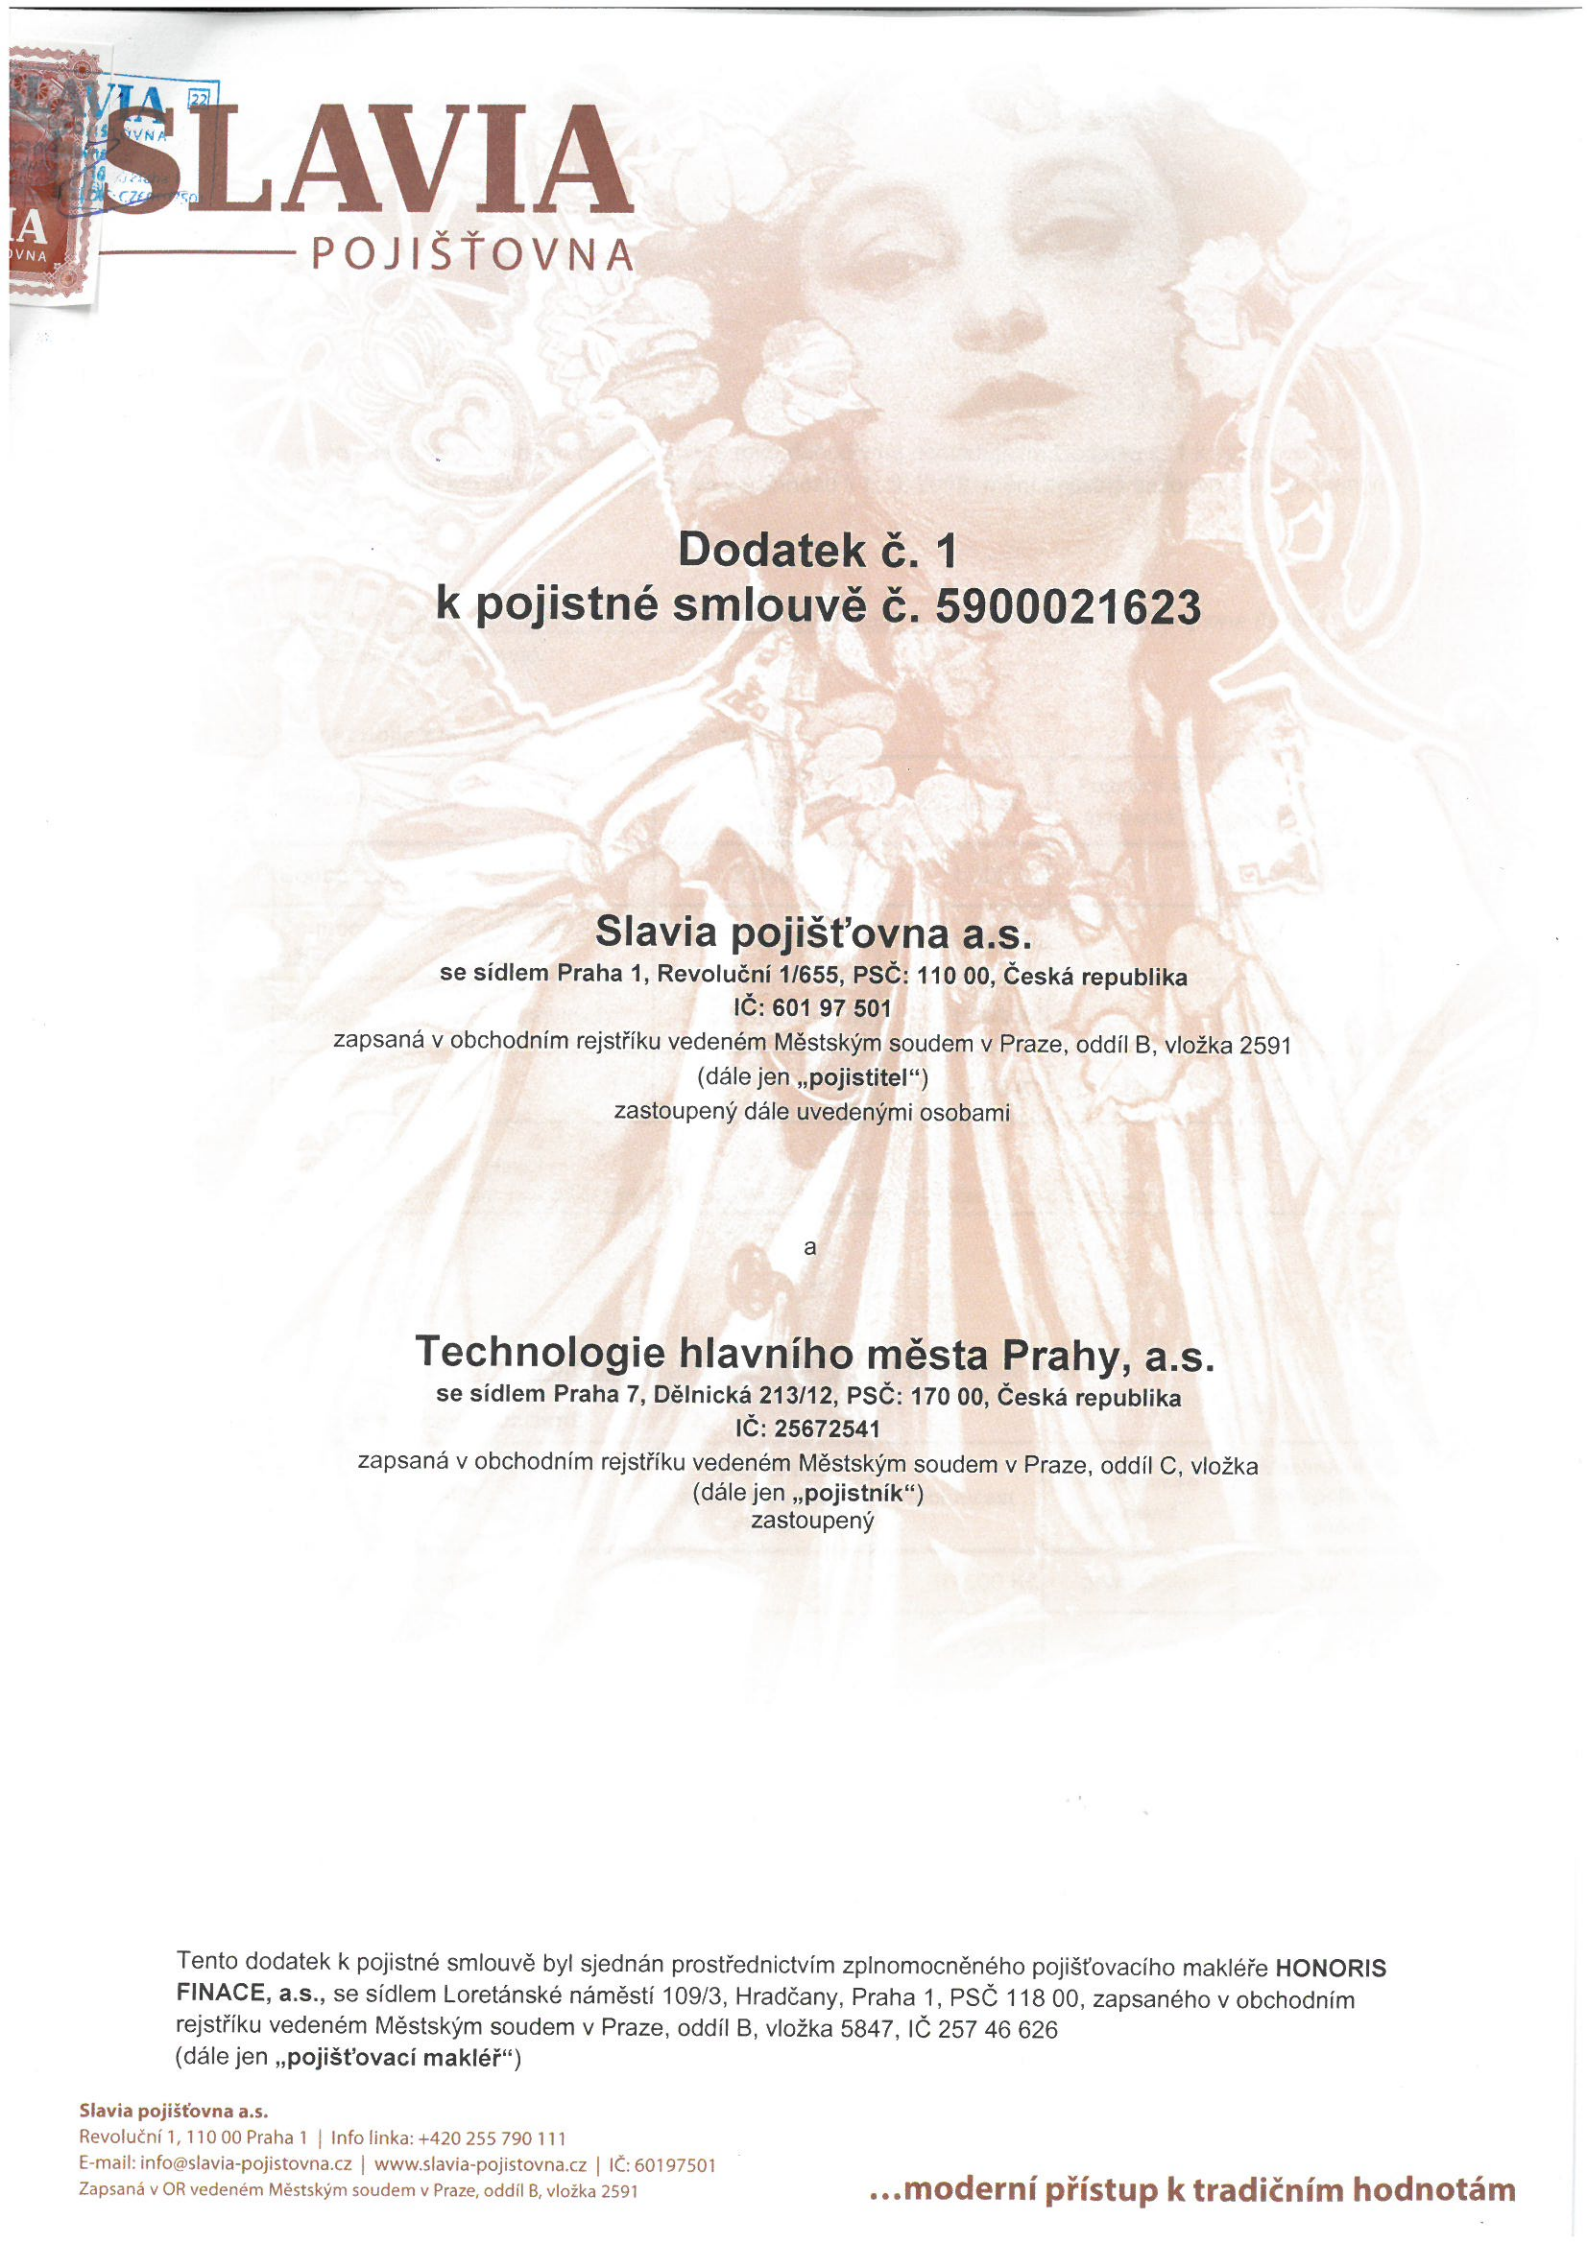 SLAVIA
POJIŠŤOVNA
22
IA
Dodatek č. 1
k pojistné smlouvě č. 5900021623
Slavia pojišťovna a.s.
se sídlem Praha 1, Revoluční 1/655, PSČ: 110 00, Česká republika
IČ: 601 97 501
zapsaná v obchodním rejstříku vedeném Městským soudem v Praze, oddíl B, vložka 2591
(dále jen „pojistitel“)
zastoupený dále uvedenými osobami
a
Technologie hlavního města Prahy, a.s.
se sídlem Praha 7, Dělnická 213/12, PSČ: 170 00, Česká republika
IČ: 25672541
zapsaná v obchodním rejstříku vedeném Městským soudem v Praze, oddíl C, vložka
(dále jen „pojistník“)
zastoupený
Tento dodatek k pojistné smlouvě byl sjednán prostřednictvím zplnomocněného pojišťovacího makléře HONORIS
FINACE, a.s., se sídlem Loretánské náměstí 109/3, Hradčany, Praha 1, PSČ 118 00, zapsaného v obchodním
rejstříku vedeném Městským soudem v Praze, oddíl B, vložka 5847, IČ 257 46 626
(dále jen „pojišťovací makléř“)
Slavia pojišťovna a.s.
Revoluční 1, 110 00 Praha 1 | Info linka: +420 255 790 111
E-mail: info@slavia-pojistovna.cz | www.slavia-pojistovna.cz | IČ: 60197501
Zapsaná v OR vedeném Městským soudem v Praze, oddíl B, vložka 2591
...moderní přístup k tradičním hodnotám